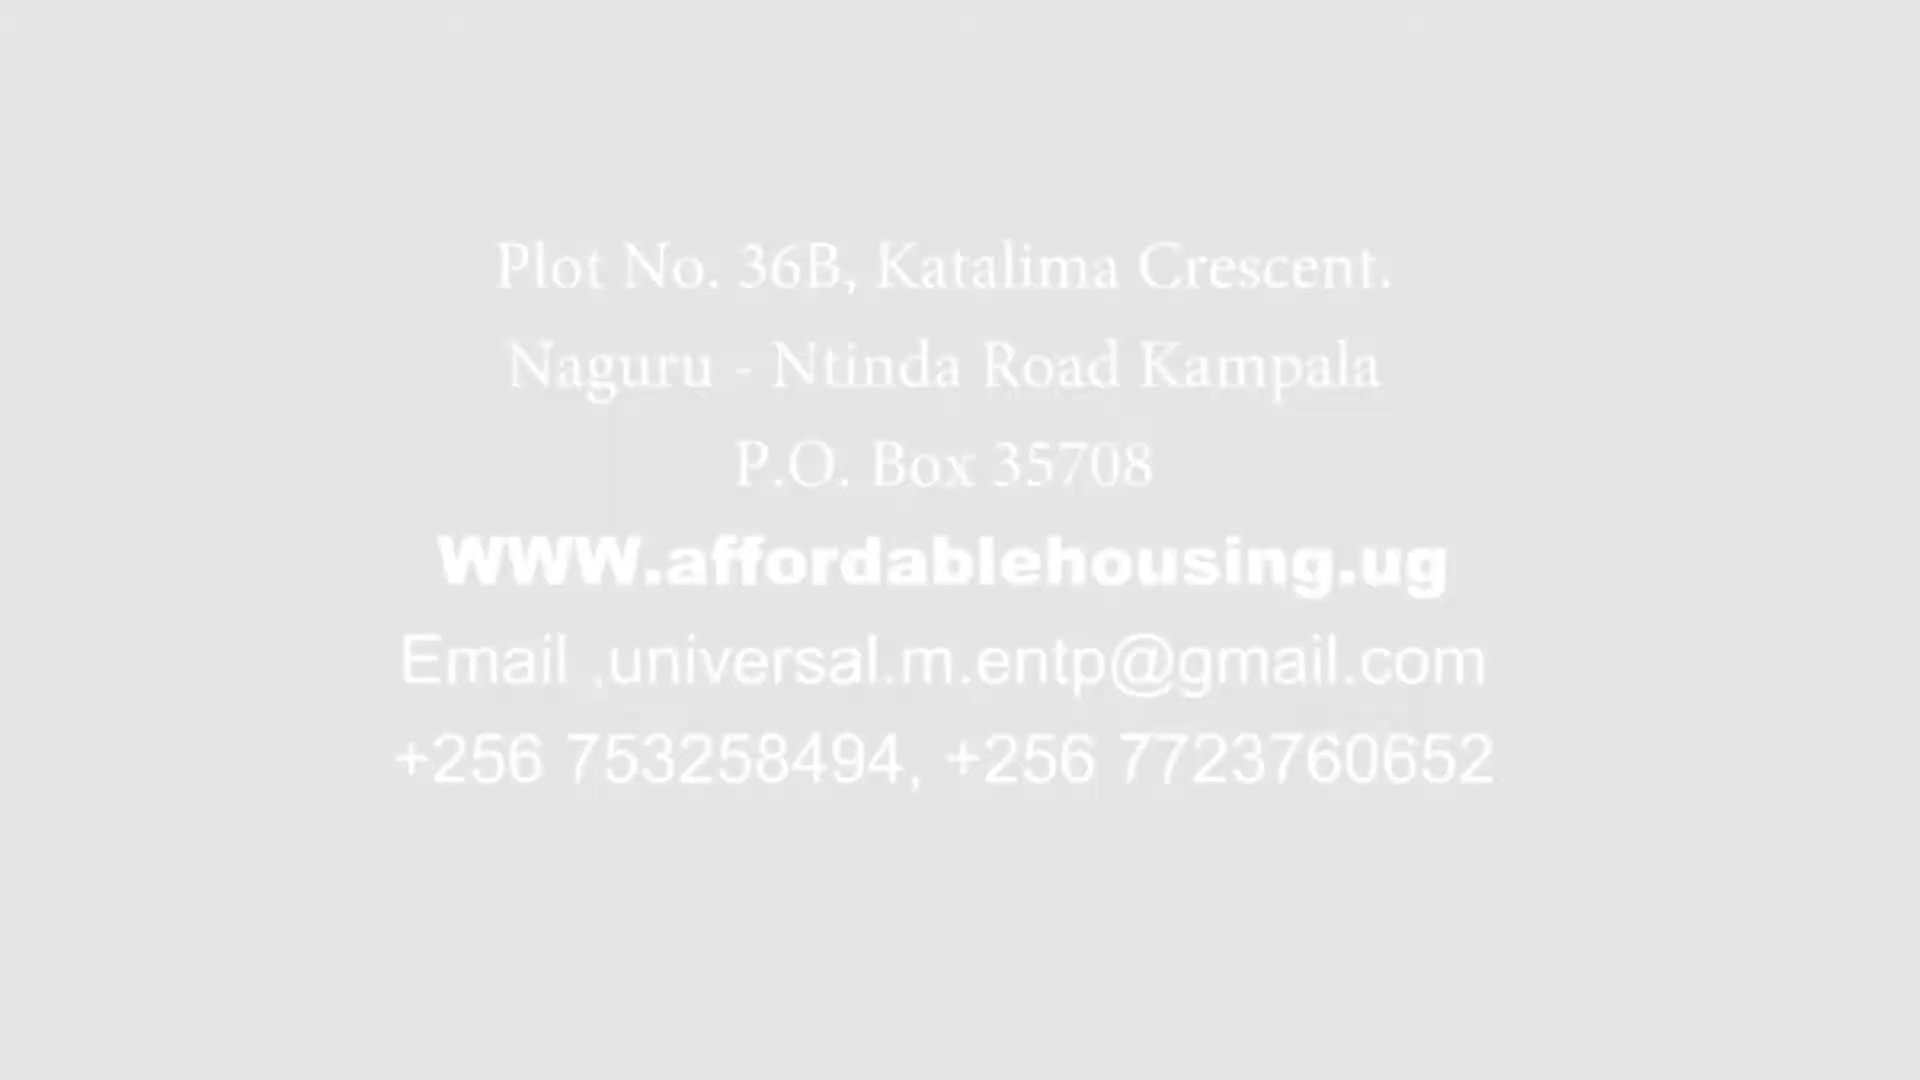 Plot No. 36B, Katalima Crescent.
Naguru - Ntinda Road Kampala
P.O. Box 35708
WWW.affordablehousing.ug
Email ,universal.m.entp@gmail.com
+256 753258494, +256 7723760652